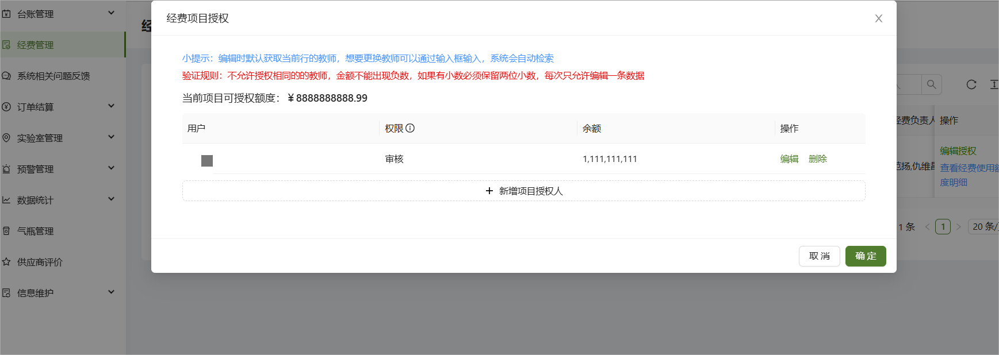 台账管理
经费管理
系统相关问题反馈
订单结算
实验室管理
预警管理
数据统计
气瓶管理
供应商评价
信息维护
经
经费项目授权
小提示：编辑时默认获取当前行的教师，想要更换教师可以通过输入框输入，系统会自动检索
验证规则：不允许授权相同的的教师，金额不能出现负数，如果有小数必须保留两位小数，每次只允许编辑一条数据
当前项目可授权额度：￥8888888888.99
用户 权限 余额 操作
审核 1,111,111,111 编辑 删除
+ 新增项目授权人
取 消 确 定
经费负责人 操作
范扬,仇维昌 编辑授权
查看经费使用额
度明细
1 条 < 1 > 20 条/